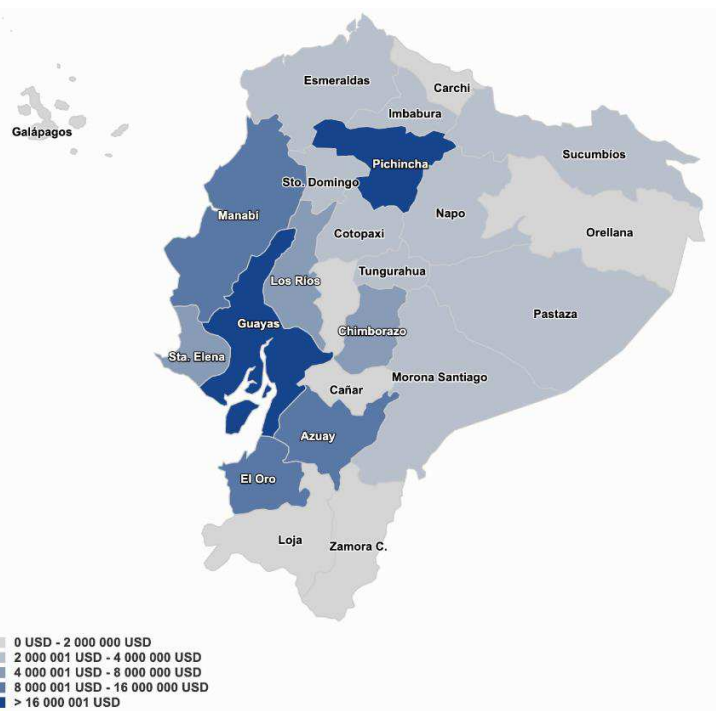 Esmeraldas
Carchi
Imbabura
Galápagos
Sucumbios
Pichincha
Sto. Domingo
Manabí
Napo
Orellana
Cotopaxi
Tungurahua
Los Ríos
Pastaza
Guayas
Chimborazo
Sta. Elena
Morona Santiago
Cañar
Azuay
El Oro
Loja
Zamora C.
0 USD - 2 000 000 USD
2 000 001 USD - 4 000 000 USD
4 000 001 USD - 8 000 000 USD
8 000 001 USD - 16 000 000 USD
> 16 000 001 USD